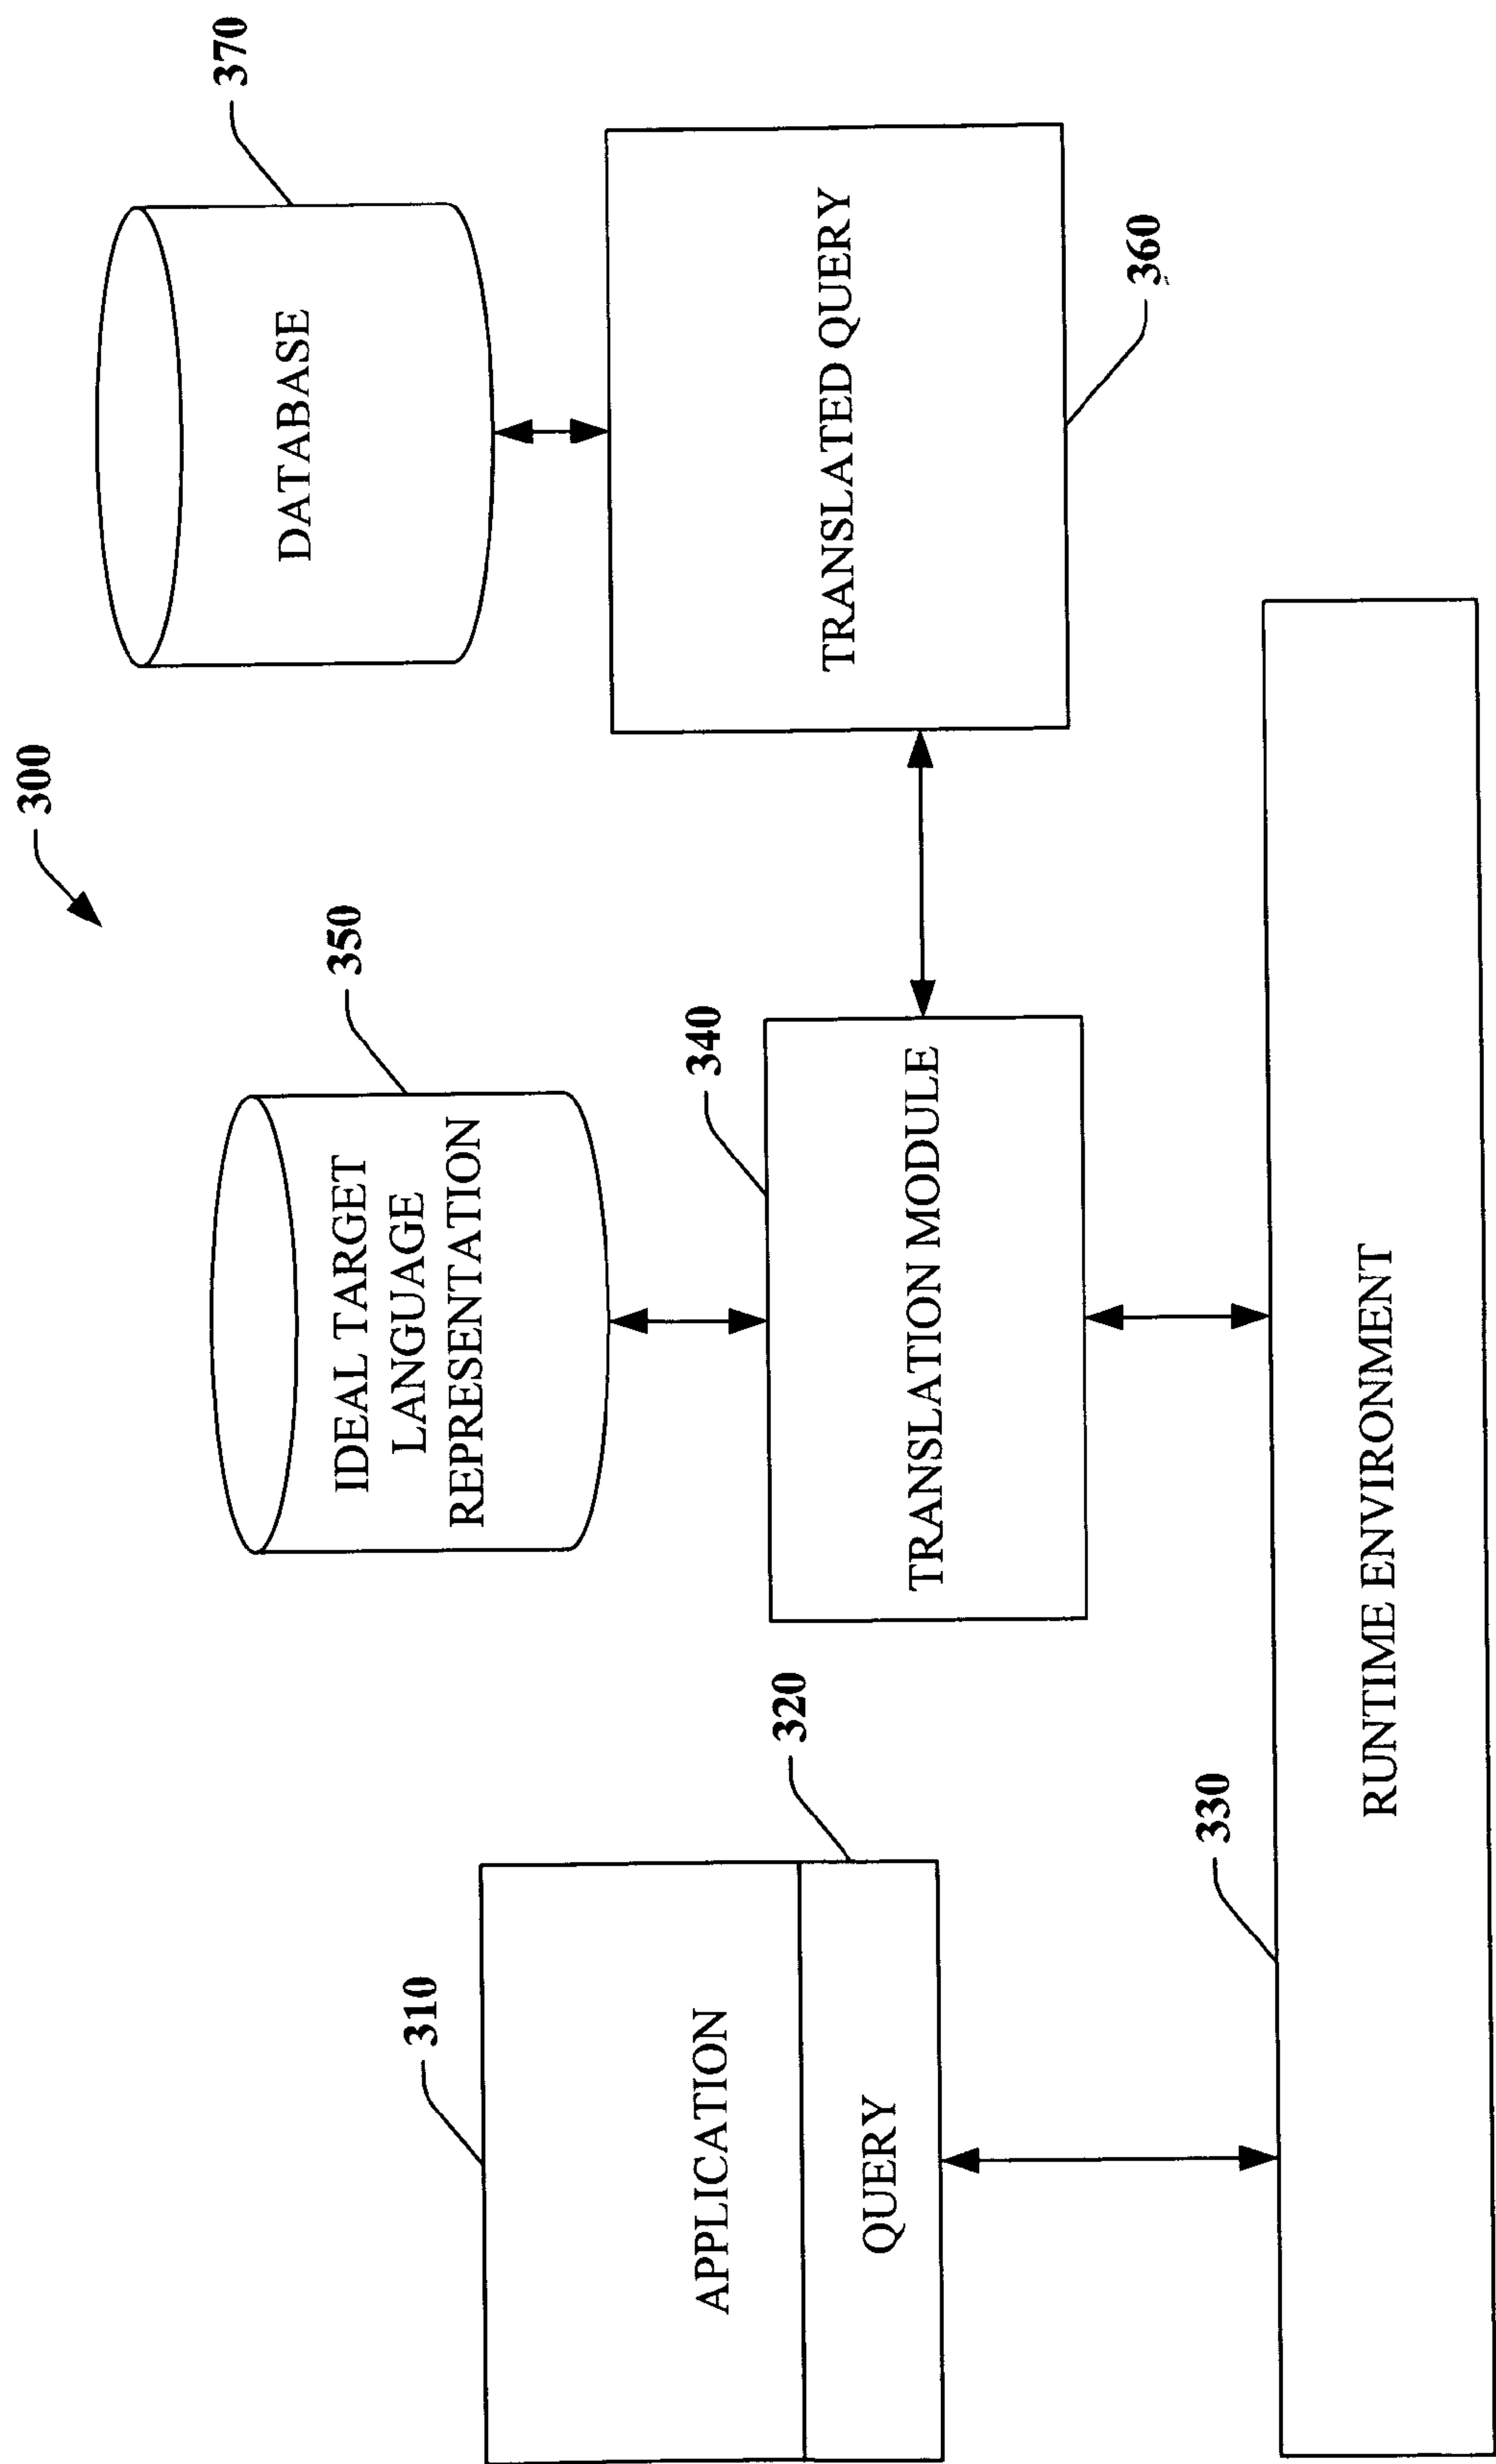 300
370
350
DATABASE
IDEAL TARGET
LANGUAGE
REPRESENTATION
310
340
320
APPLICATION
QUERY
TRANSLATION MODULE
TRANSLATED QUERY
360
330
RUNTIME ENVIRONMENT